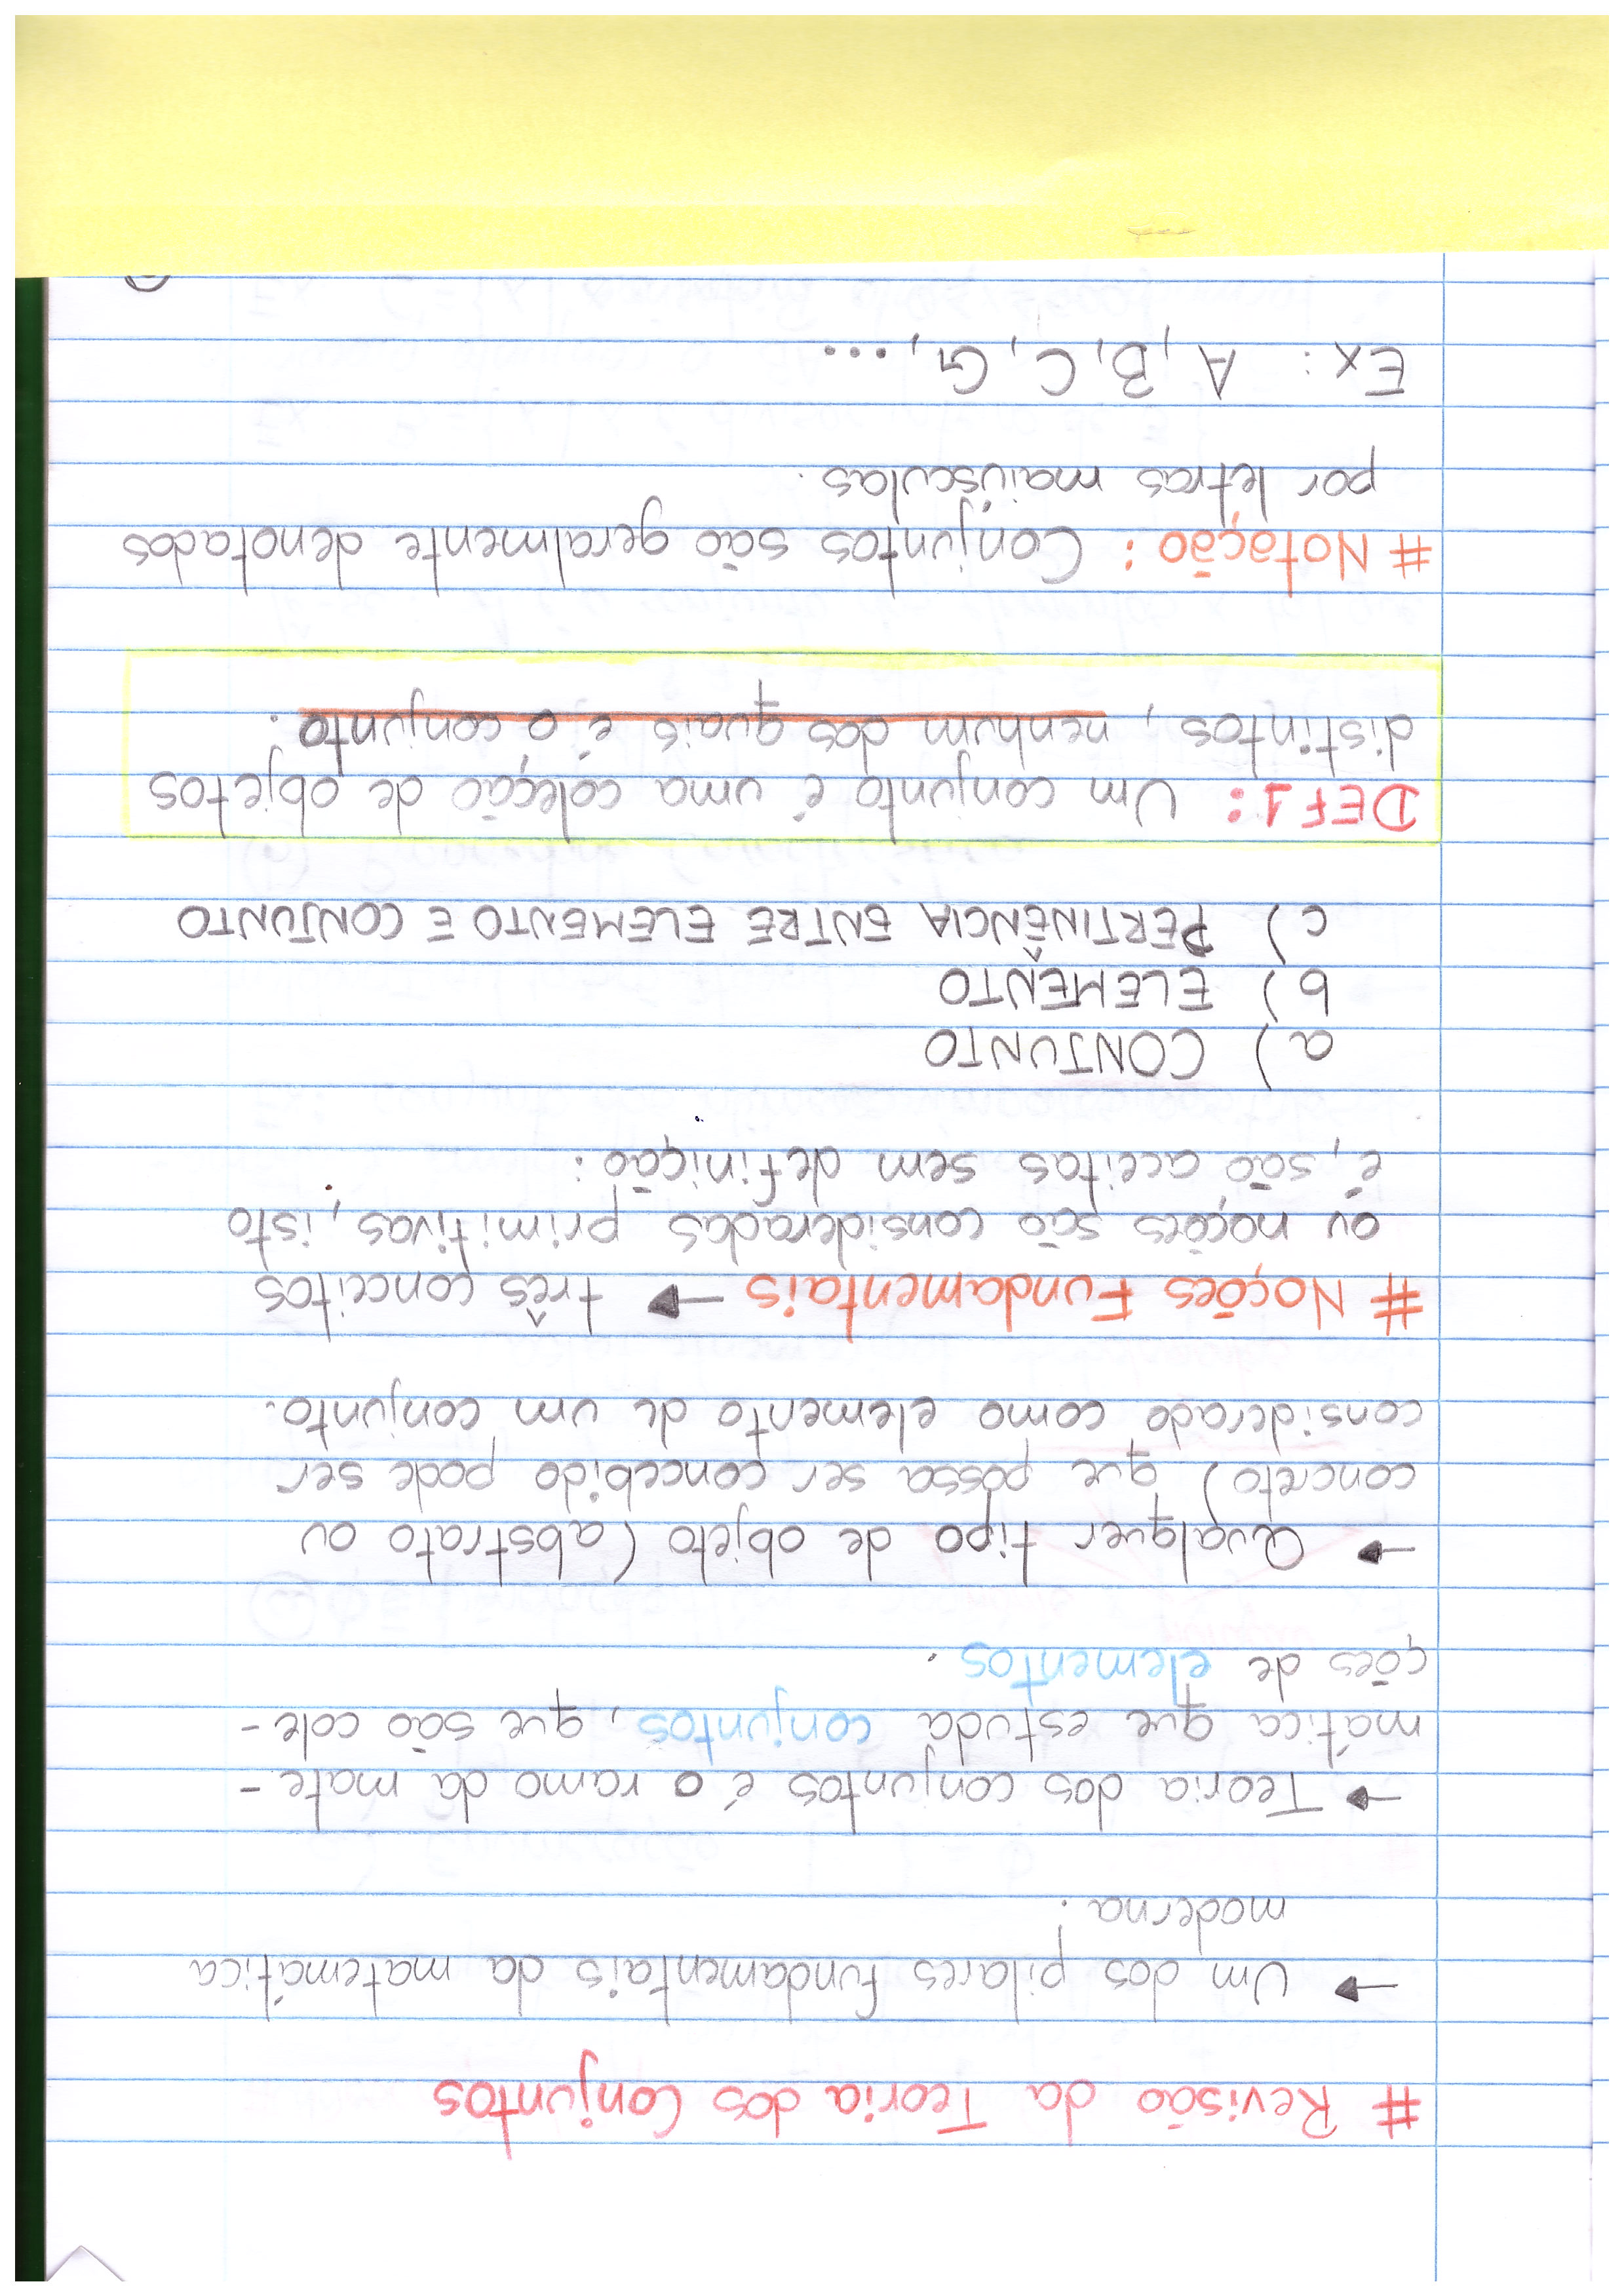 # Revisão da Teoria dos Conjuntos
→ Um dos pilares fundamentais da matemática
moderna!
→ Teoria dos conjuntos é o ramo da mate-
mática que estuda conjuntos, que são cole-
ções de elementos.
→ Qualquer tipo de objeto (abstrato ou
concreto) que possa ser concebido pode ser
considerado como elemento de um conjunto.
# Noções Fundamentais → três conceitos
ou noções são consideradas primitivas, isto
é, são aceitas sem definição:
a) CONJUNTO
b) ELEMENTO
c) PERTINÊNCIA ENTRE ELEMENTO E CONJUNTO
DEF 1: Um conjunto é uma coleção de objetos
distintos, nenhum dos quais é o conjunto.
# Notação: Conjuntos são geralmente denotados
por letras maiúsculas.
Ex: A, B, C, G, ...